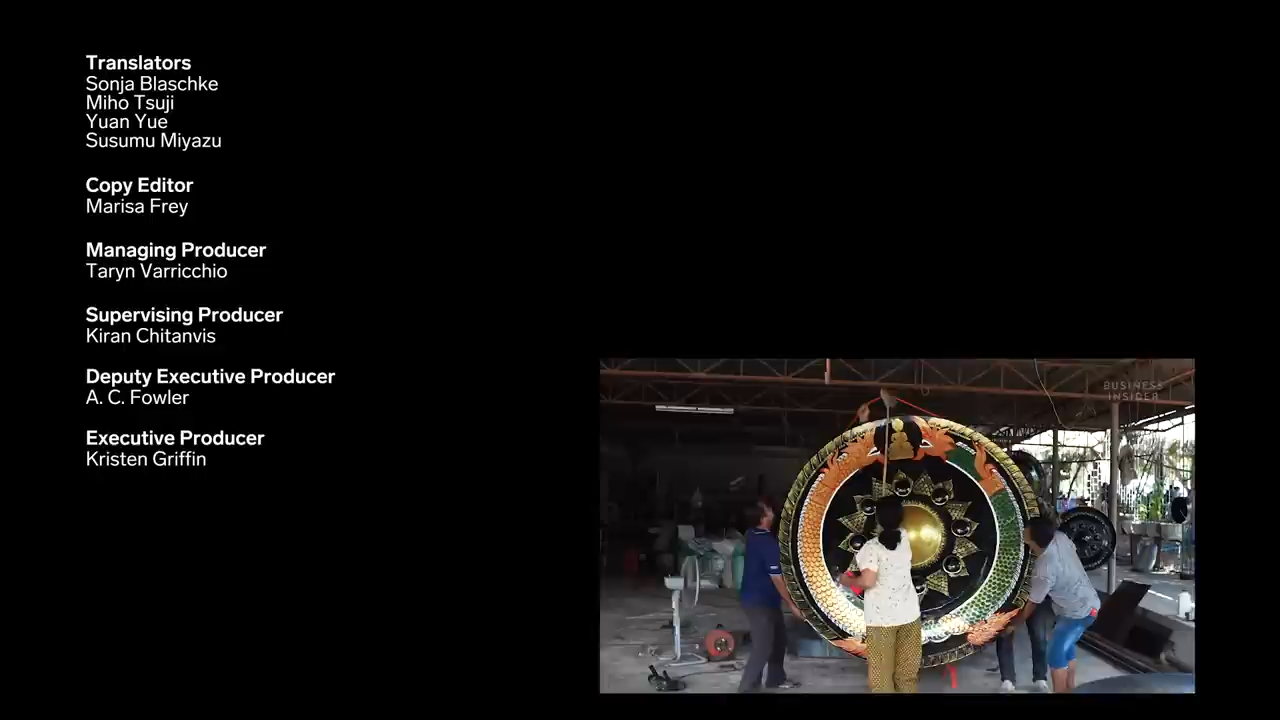 Translators
Sonja Blaschke
Miho Tsuji
Yuan Yue
Susumu Miyazu
Copy Editor
Marisa Frey
Managing Producer
Taryn Varricchio
Supervising Producer
Kiran Chitanvis
Deputy Executive Producer
A. C. Fowler
Executive Producer
Kristen Griffin
BUSINESS
INSIDER